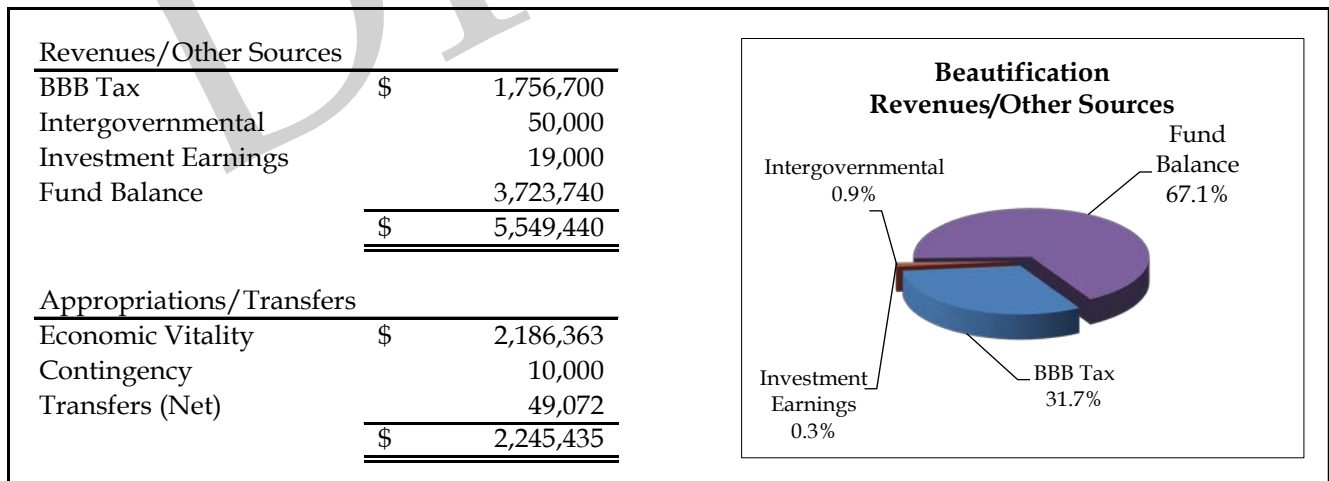 Revenues/Other Sources
BBB Tax $ 1,756,700
Intergovernmental 50,000
Investment Earnings 19,000
Fund Balance 3,723,740
$ 5,549,440
Appropriations/Transfers
Economic Vitality $ 2,186,363
Contingency 10,000
Transfers (Net) 49,072
$ 2,245,435
Beautification
Revenues/Other Sources
Fund
Balance
67.1%
Intergovernmental
0.9%
Investment
Earnings
0.3%
BBB Tax
31.7%